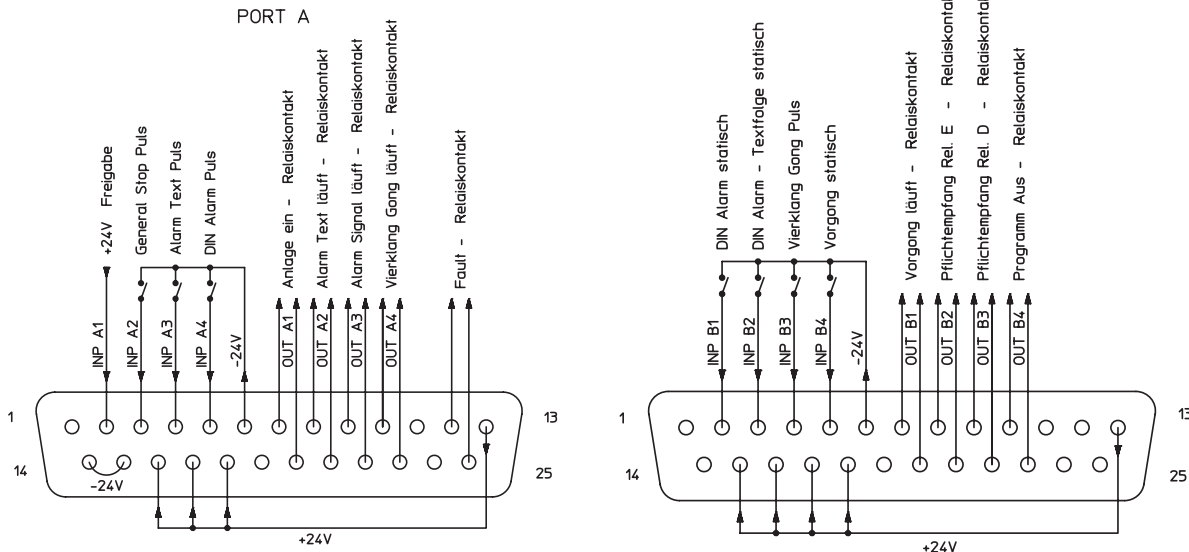 PORT A
+24V Freigabe
General Stop Puls
Alarm Text Puls
DIN Alarm Puls
Anlage ein - Relaiskontakt
Alarm Text läuft - Relaiskontakt
Alarm Signal läuft - Relaiskontakt
Vierklang Gong läuft - Relaiskontakt
Fault - Relaiskontakt
INP A1
INP A2
INP A3
INP A4
-24V
OUT A1
OUT A2
OUT A3
OUT A4
1
13
14
25
-24V
+24V
DIN Alarm statisch
DIN Alarm - Textfolge statisch
Vierklang Gong Puls
Vorgong statisch
Vorgong läuft - Relaiskontakt
Pflichtempfang Rel. E - Relaiskontakt
Pflichtempfang Rel. D - Relaiskontakt
Programm Aus - Relaiskontakt
INP B1
INP B2
INP B3
INP B4
-24V
OUT B1
OUT B2
OUT B3
OUT B4
1
13
14
25
+24V